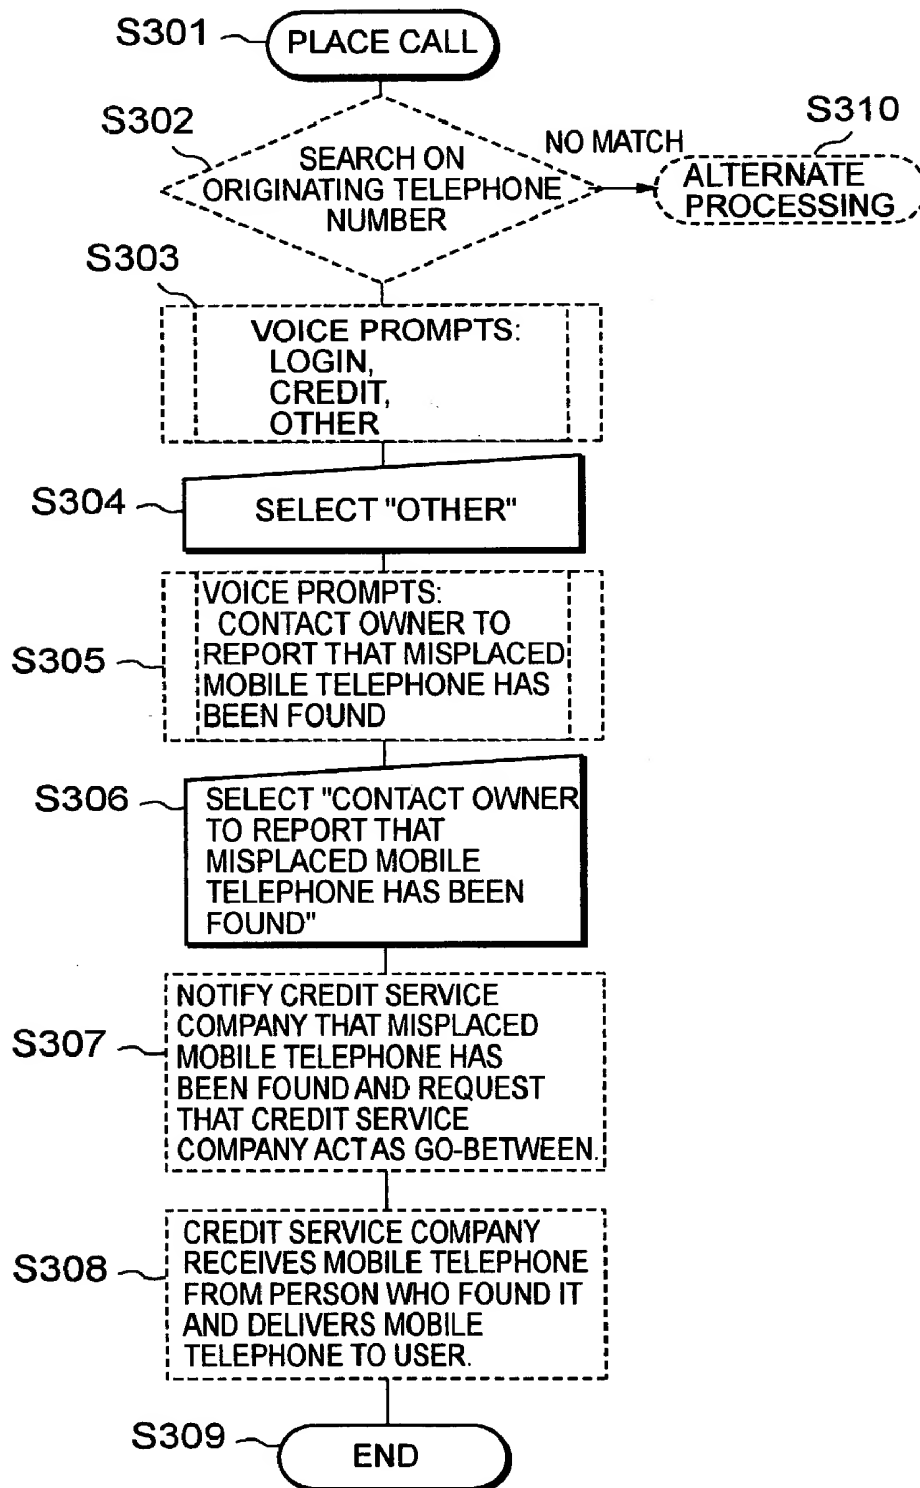 S301
PLACE CALL
S302
SEARCH ON
ORIGINATING TELEPHONE
NUMBER
NO MATCH
S310
ALTERNATE
PROCESSING
S303
VOICE PROMPTS:
LOGIN,
CREDIT,
OTHER
S304
SELECT "OTHER"
S305
VOICE PROMPTS:
CONTACT OWNER TO
REPORT THAT MISPLACED
MOBILE TELEPHONE HAS
BEEN FOUND
S306
SELECT "CONTACT OWNER
TO REPORT THAT
MISPLACED MOBILE
TELEPHONE HAS BEEN
FOUND"
S307
NOTIFY CREDIT SERVICE
COMPANY THAT MISPLACED
MOBILE TELEPHONE HAS
BEEN FOUND AND REQUEST
THAT CREDIT SERVICE
COMPANY ACT AS GO-BETWEEN.
S308
CREDIT SERVICE COMPANY
RECEIVES MOBILE TELEPHONE
FROM PERSON WHO FOUND IT
AND DELIVERS MOBILE
TELEPHONE TO USER.
S309
END